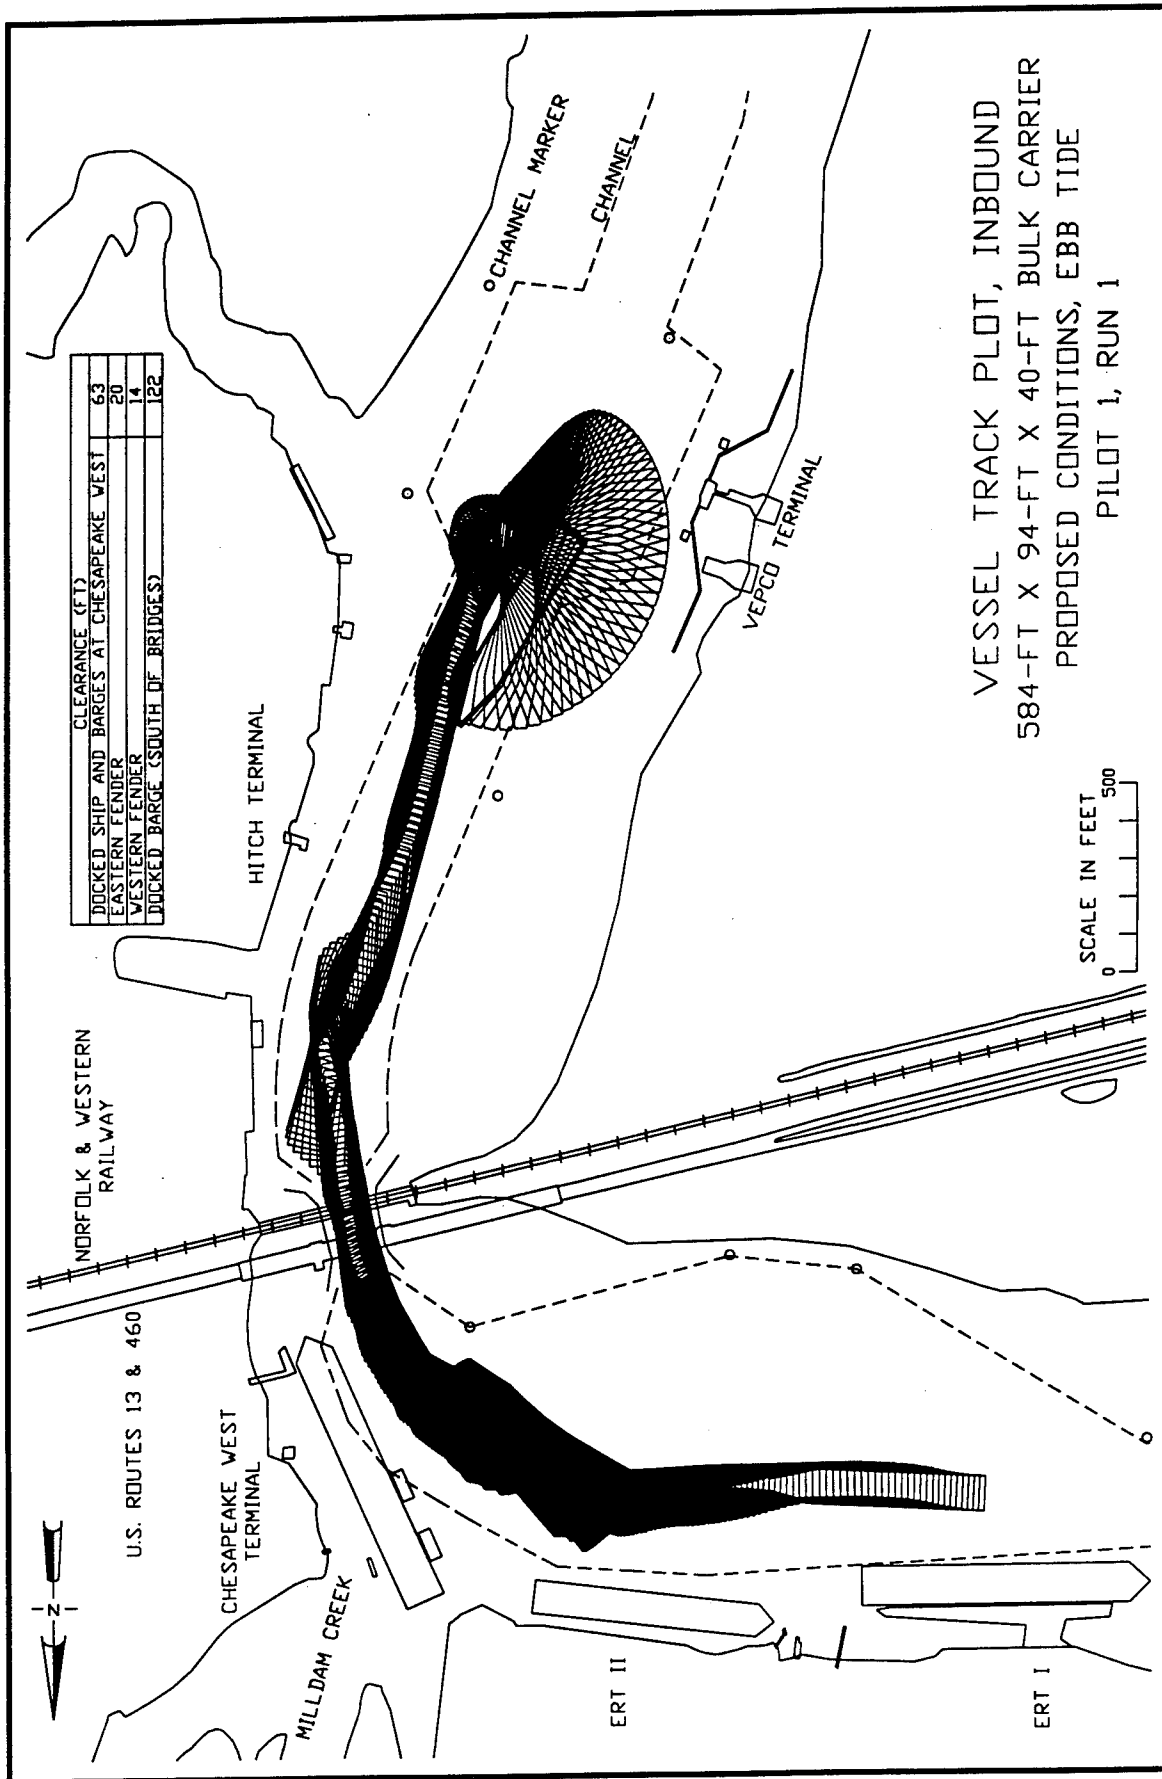 CLEARANCE (FT)
DOCKED SHIP AND BARGES AT CHESAPEAKE WEST 63
EASTERN FENDER 20
WESTERN FENDER 14
DOCKED BARGE (SOUTH OF BRIDGES) 122
NORFOLK & WESTERN
RAILWAY
U.S. ROUTES 13 & 460
HITCH TERMINAL
CHANNEL MARKER
CHANNEL
CHESAPEAKE WEST
TERMINAL
MILLDAM CREEK
N
VEPCO TERMINAL
ERT II
ERT I
SCALE IN FEET
0 500
VESSEL TRACK PLOT, INBOUND
584-FT X 94-FT X 40-FT BULK CARRIER
PROPOSED CONDITIONS, EBB TIDE
PILOT 1, RUN 1